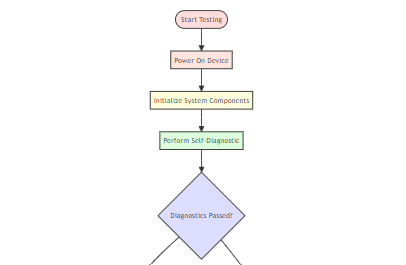 Start Testing
Power On Device
Initialize System Components
Perform Self-Diagnostic
Diagnostics Passed?